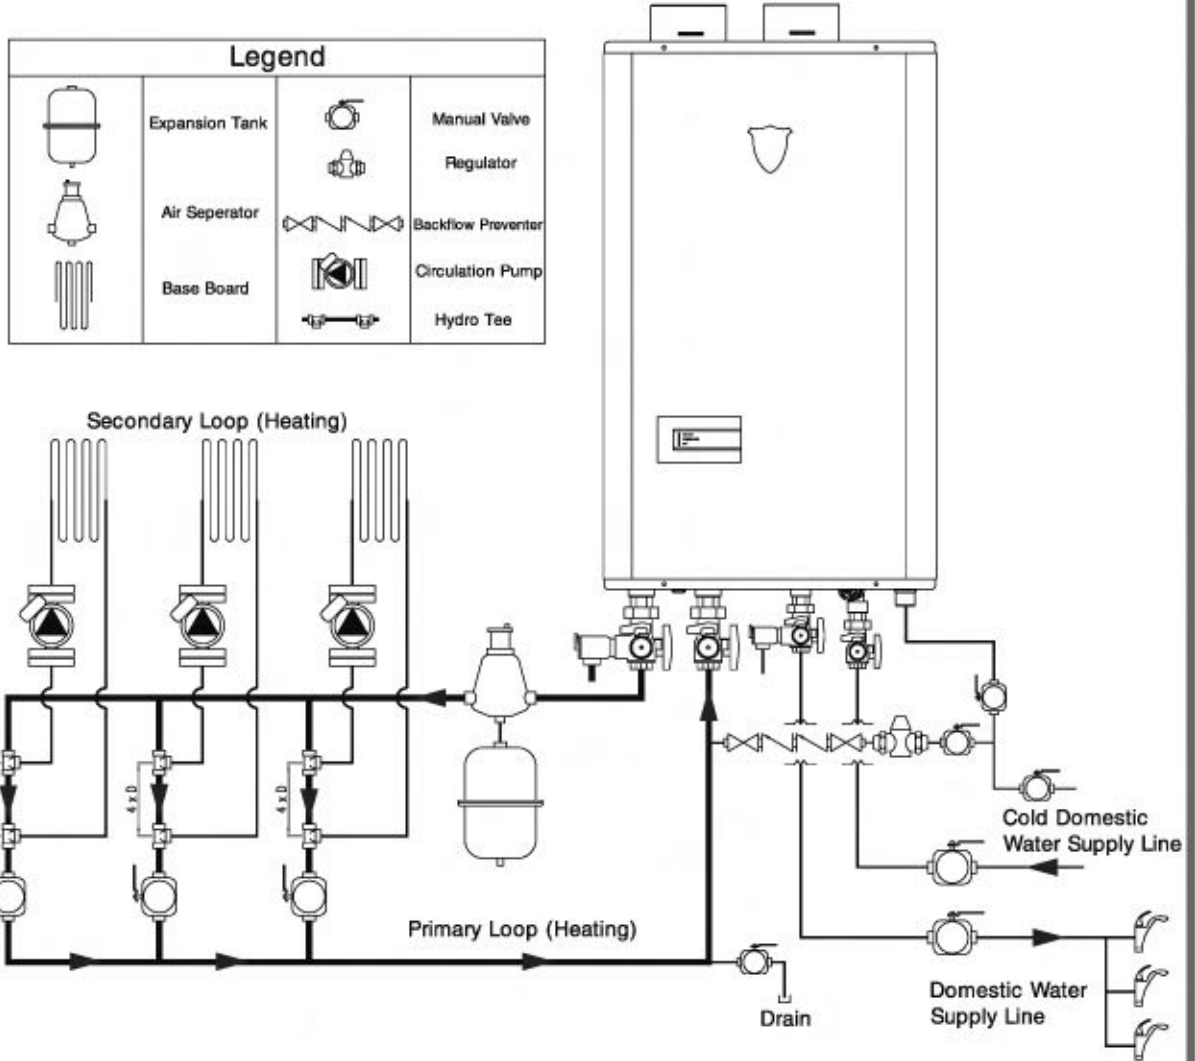 Legend
Expansion Tank
Air Seperator
Base Board
Manual Valve
Regulator
Backflow Preventer
Circulation Pump
Hydro Tee
Secondary Loop (Heating)
4 x D
4 x D
Cold Domestic
Water Supply Line
Primary Loop (Heating)
Domestic Water
Supply Line
Drain